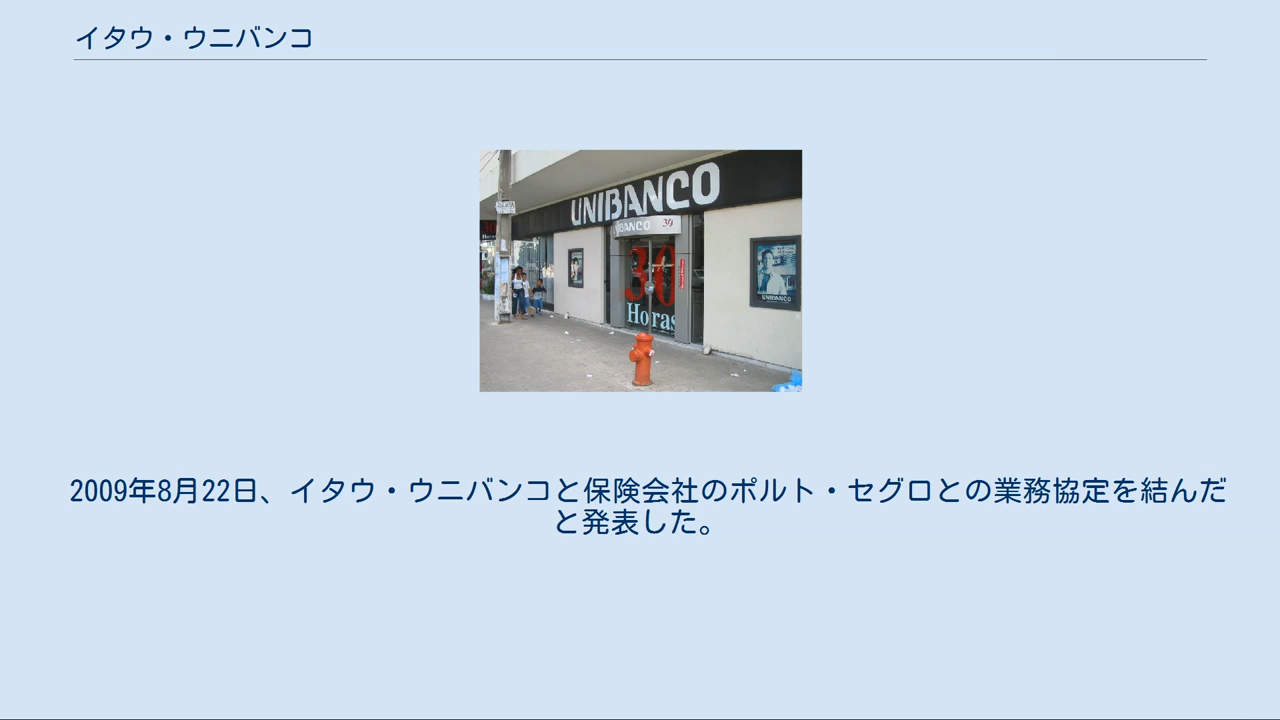 イタウ・ウニバンコ
UNIBANCO
UNIBANCO 30
30
Horas
Horas
UNIBANCO
2009年8月22日、イタウ・ウニバンコと保険会社のポルト・セグロとの業務協定を結んだ
と発表した。